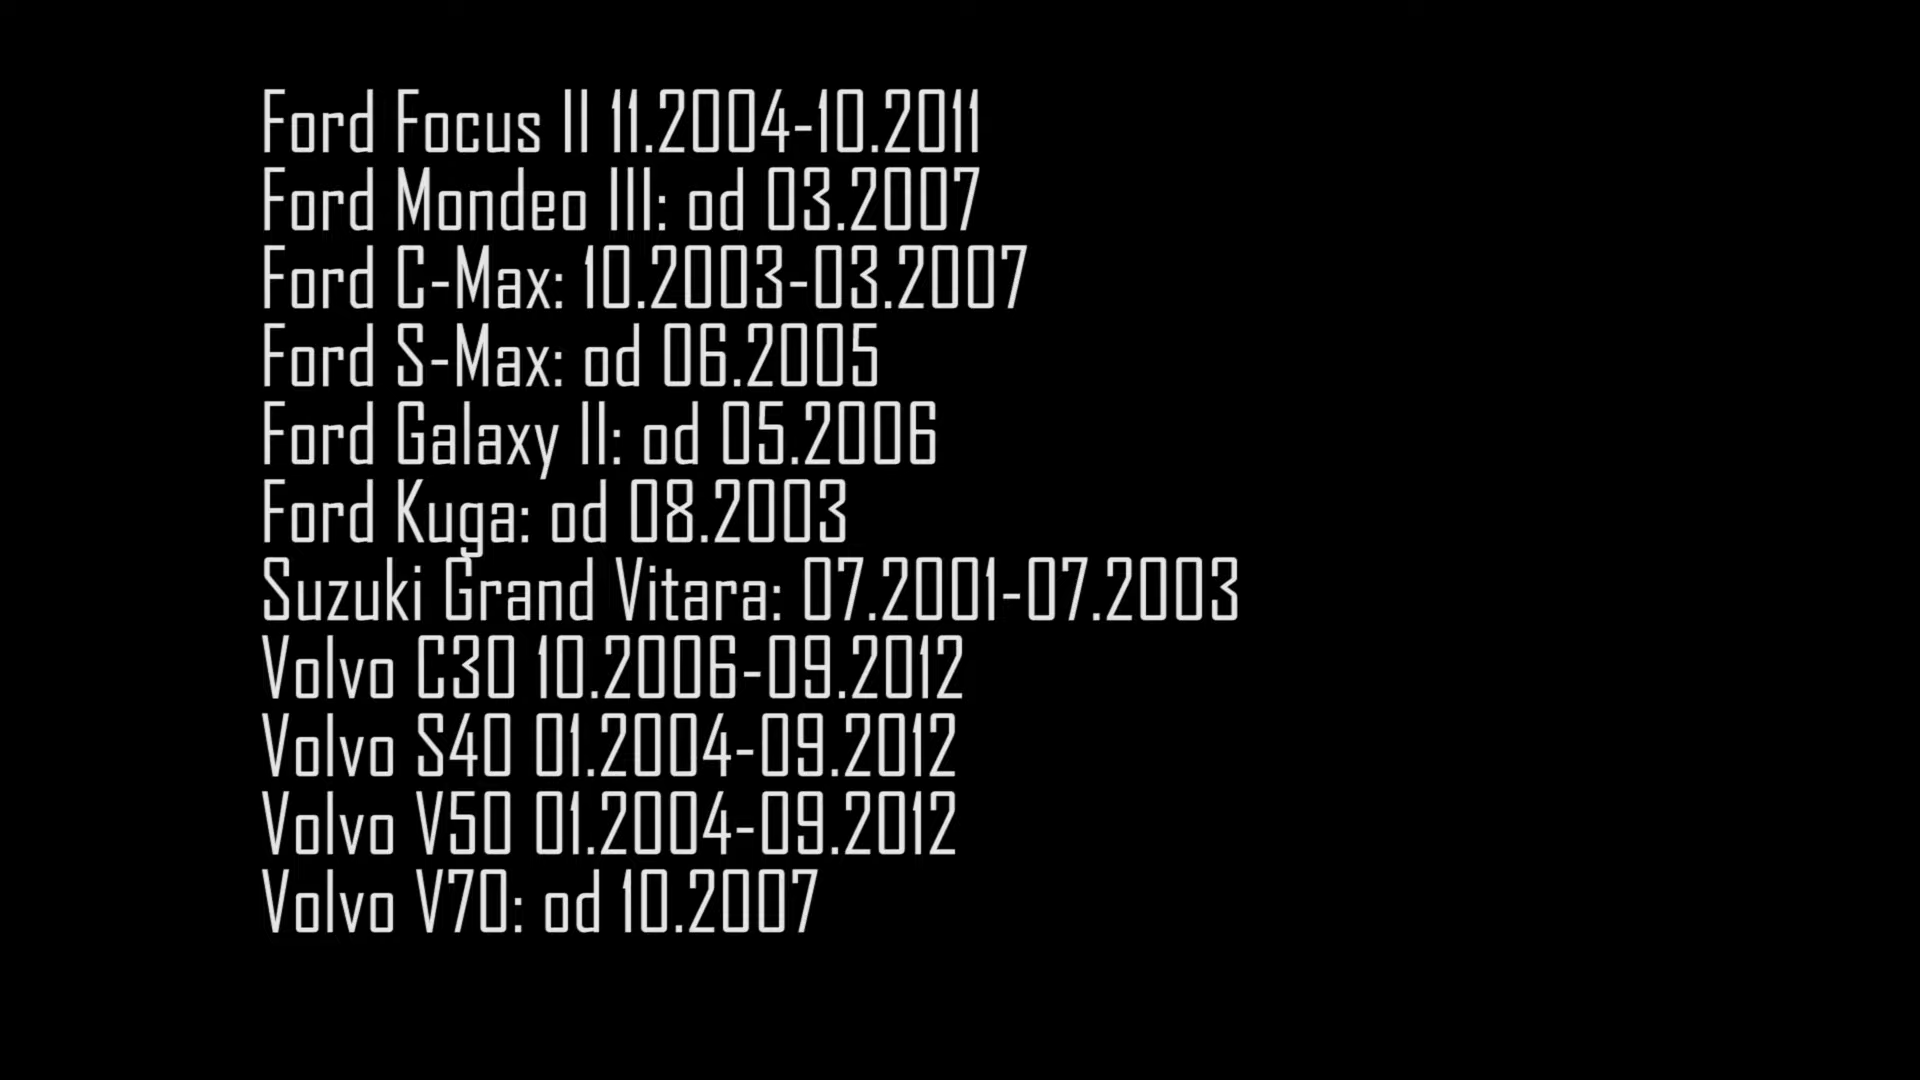 Ford Focus II 11.2004-10.2011
Ford Mondeo III: od 03.2007
Ford C-Max: 10.2003-03.2007
Ford S-Max: od 06.2005
Ford Galaxy II: od 05.2006
Ford Kuga: od 08.2003
Suzuki Grand Vitara: 07.2001-07.2003
Volvo C30 10.2006-09.2012
Volvo S40 01.2004-09.2012
Volvo V50 01.2004-09.2012
Volvo V70: od 10.2007